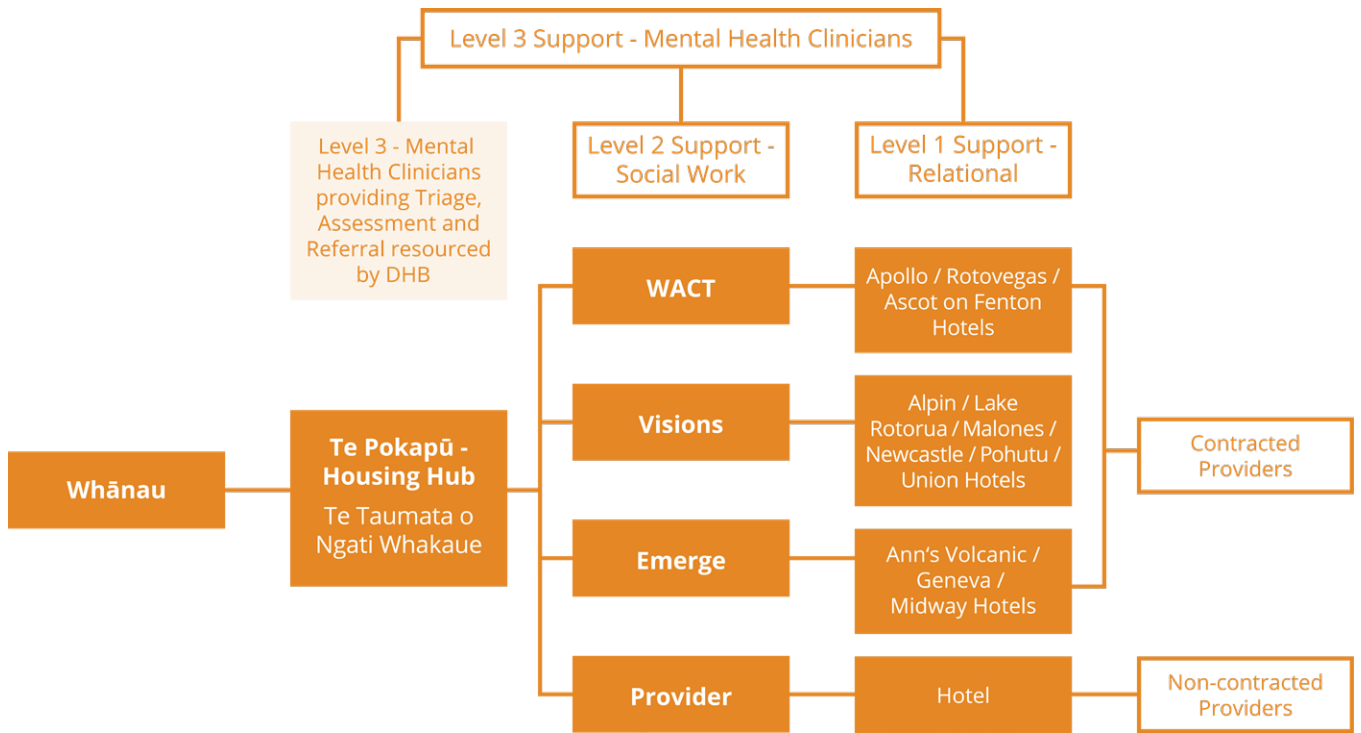 Level 3 Support - Mental Health Clinicians
Level 3 - Mental
Health Clinicians
providing Triage,
Assessment and
Referral resourced
by DHB
Level 2 Support -
Social Work
Level 1 Support -
Relational
WACT
Apollo / Rotovegas /
Ascot on Fenton
Hotels
Visions
Alpin / Lake
Rotorua / Malones /
Newcastle / Pohutu /
Union Hotels
Contracted
Providers
Whānau
Te Pokapū -
Housing Hub
Te Taumata o
Ngati Whakaue
Emerge
Ann‘s Volcanic /
Geneva /
Midway Hotels
Provider
Hotel
Non-contracted
Providers